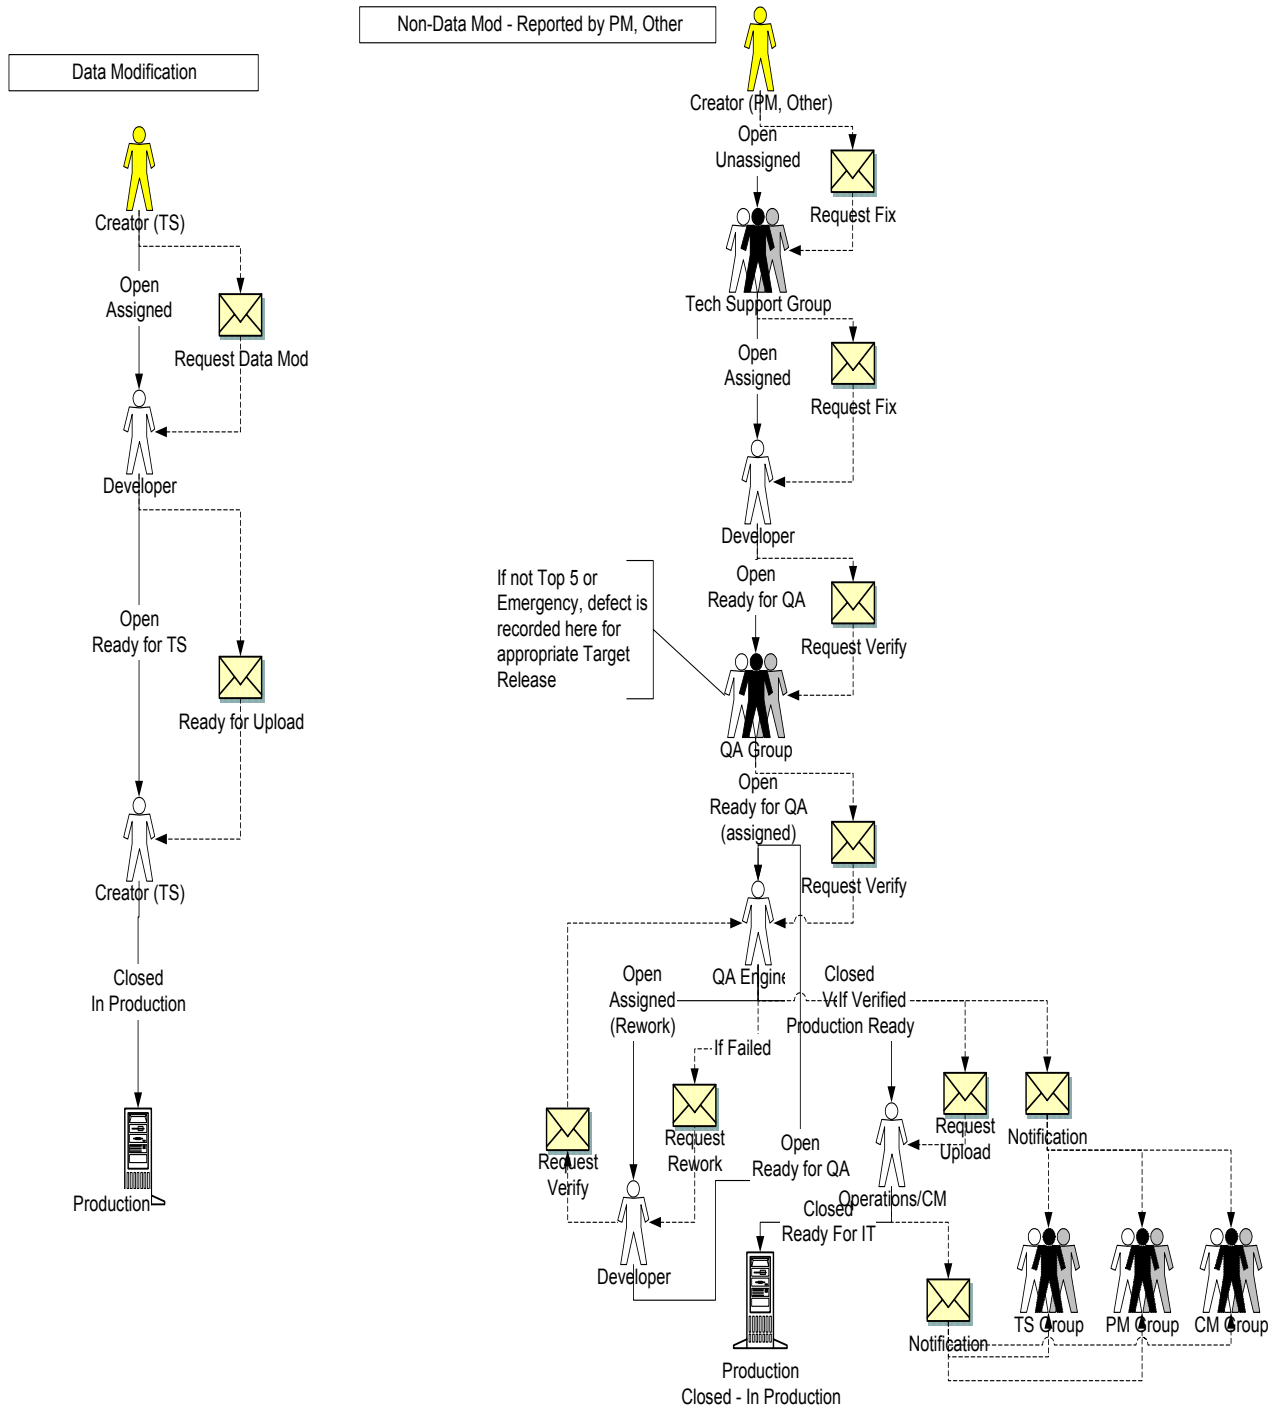 Non-Data Mod - Reported by PM, Other
Data Modification
Creator (PM, Other)
Open
Unassigned
Request Fix
Tech Support Group
Open
Assigned
Request Fix
Developer
If not Top 5 or
Emergency, defect is
recorded here for
appropriate Target
Release
Open
Ready for QA
Request Verify
QA Group
Open
Ready for QA
(assigned)
Request Verify
QA Engine
Open
Assigned
(Rework)
Closed
If Verified
Production Ready
If Failed
Request
Rework
Request
Verify
Request
Upload
Notification
Open
Ready for QA
Operations/CM
Closed
Ready For IT
Developer
TS Group
PM Group
CM Group
Notification
Production
Closed - In Production
Creator (TS)
Open
Assigned
Request Data Mod
Developer
Open
Ready for TS
Ready for Upload
Creator (TS)
Closed
In Production
Production